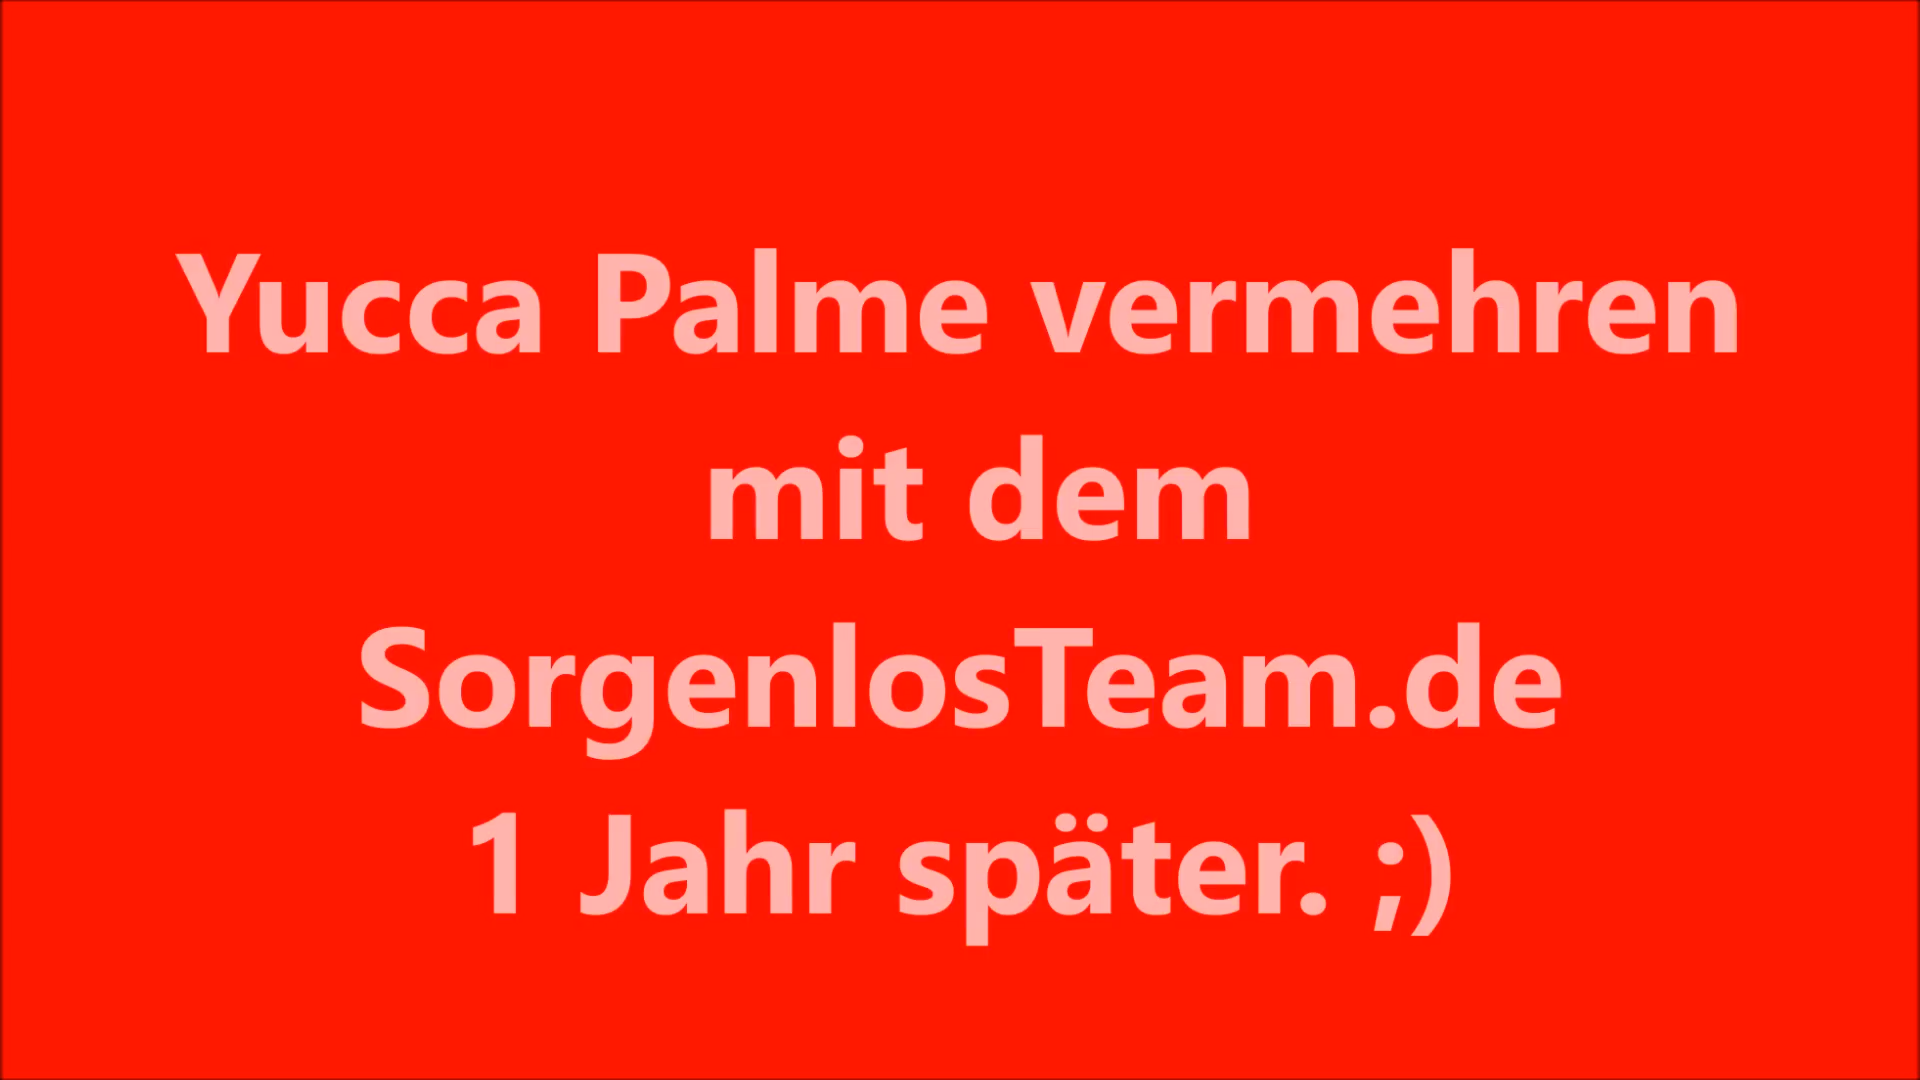 Yucca Palme vermehren
mit dem
SorgenlosTeam.de
1 Jahr später. ;)